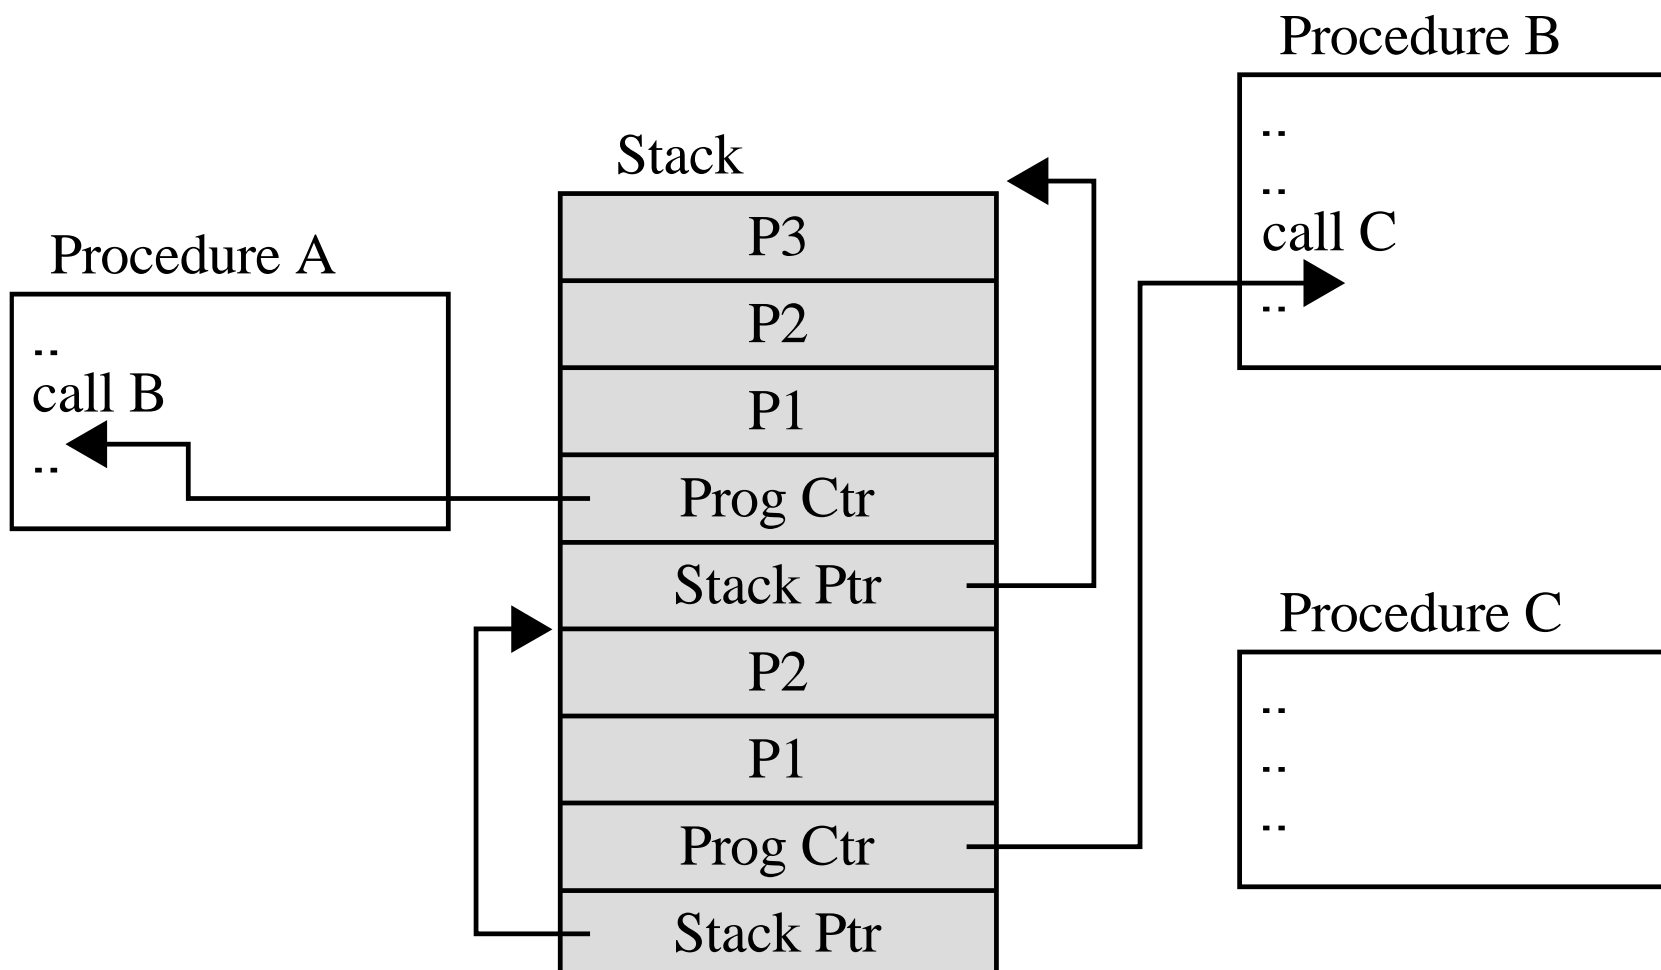 Procedure A
..
call B
..
Stack
P3
P2
P1
Prog Ctr
Stack Ptr
P2
P1
Prog Ctr
Stack Ptr
Procedure B
..
..
call C
..
Procedure C
..
..
..